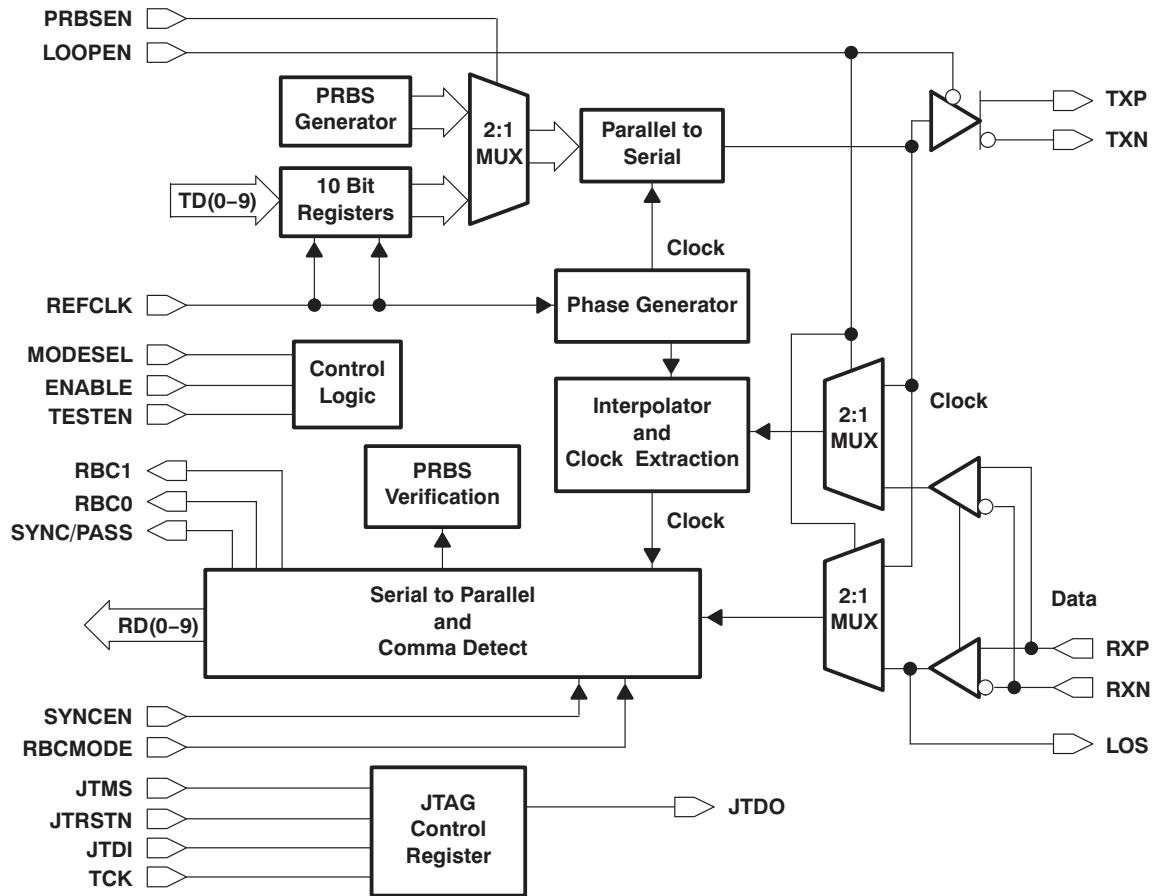 PRBSEN
LOOPEN
PRBS
Generator
2:1
MUX
Parallel to
Serial
TXP
TXN
TD(0–9)
10 Bit
Registers
Clock
REFCLK
Phase Generator
MODESEL
ENABLE
TESTEN
Control
Logic
Interpolator
and
Clock Extraction
2:1
MUX
Clock
RBC1
RBC0
SYNC/PASS
PRBS
Verification
Clock
RD(0–9)
Serial to Parallel
and
Comma Detect
2:1
MUX
Data
RXP
RXN
LOS
SYNCEN
RBCMODE
JTMS
JTRSTN
JTDI
TCK
JTAG
Control
Register
JTDO